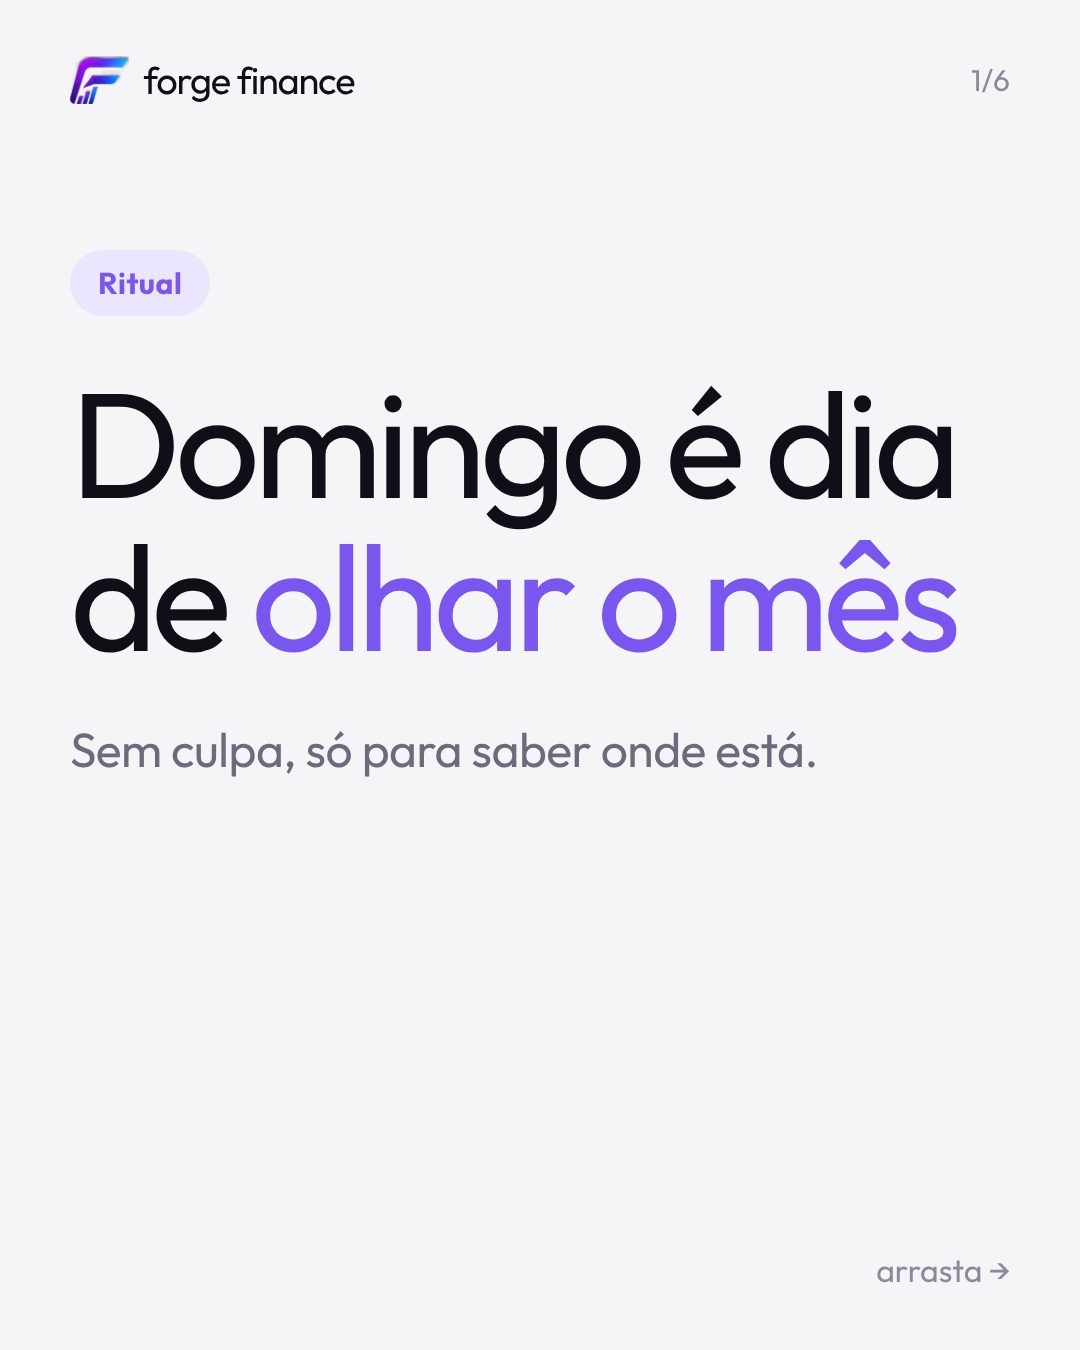 forge finance
1/6
Ritual
Domingo é dia
de olhar o mês
Sem culpa, só para saber onde está.
arrasta →